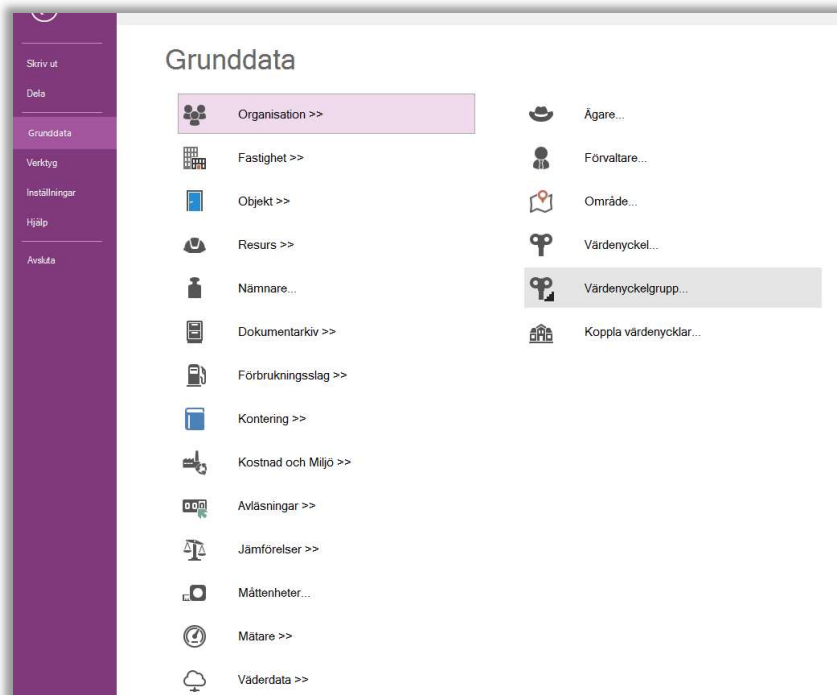 Skriv ut
Dela
Grunddata
Verktyg
Inställningar
Hjälp
Avsluta
Grunddata
Organisation >>
Fastighet >>
Objekt >>
Resurs >>
Nämnare...
Dokumentarkiv >>
Förbrukningsslag >>
Kontering >>
Kostnad och Miljö >>
Avläsningar >>
Jämförelser >>
Måttenheter...
Mätare >>
Väderdata >>
Ägare...
Förvaltare...
Område...
Värdenyckel...
Värdenyckelgrupp...
Koppla värdenycklar...